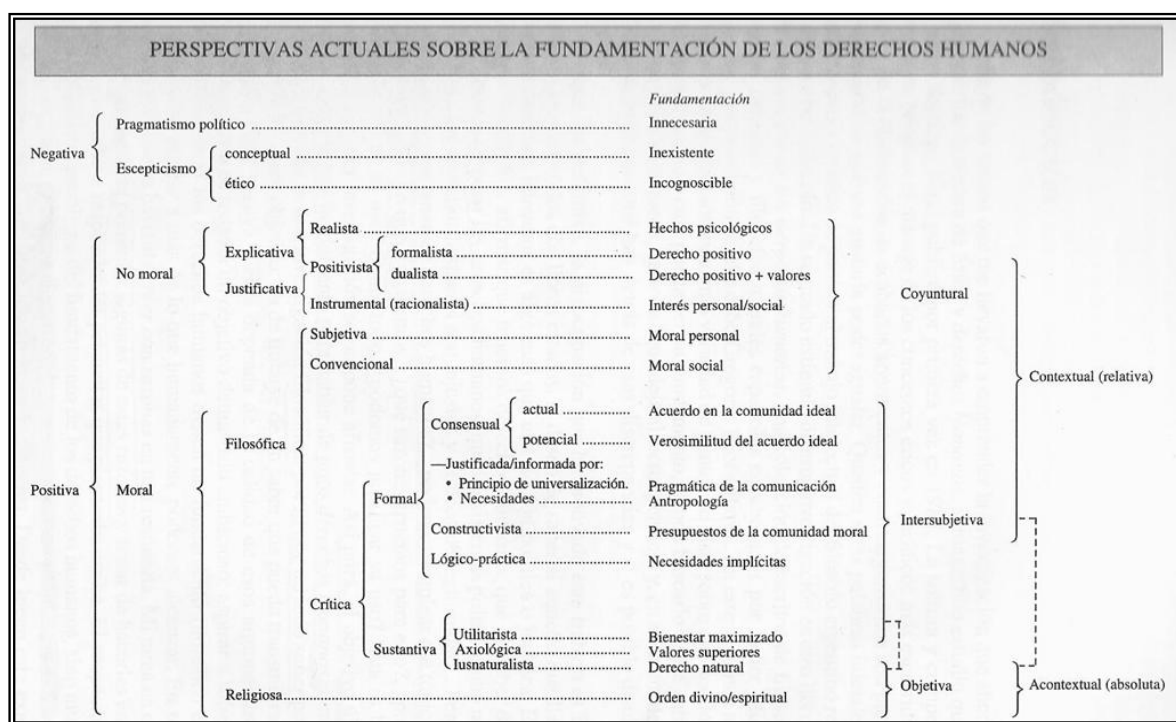 PERSPECTIVAS ACTUALES SOBRE LA FUNDAMENTACIÓN DE LOS DERECHOS HUMANOS
Fundamentación
Pragmatismo político ........ Innecesaria
Negativa
Escepticismo
conceptual ........ Inexistente
ético ........ Incognoscible
Realista ........ Hechos psicológicos
Explicativa
No moral
Positivista
formalista ........ Derecho positivo
dualista ........ Derecho positivo + valores
Justificativa
Instrumental (racionalista) ........ Interés personal/social
Coyuntural
Subjetiva ........ Moral personal
Convencional ........ Moral social
Contextual (relativa)
Filosófica
Consensual
actual ........ Acuerdo en la comunidad ideal
potencial ........ Verosimilitud del acuerdo ideal
—Justificada/informada por:
• Principio de universalización. Pragmática de la comunicación
• Necesidades ........ Antropología
Positiva
Moral
Formal
Constructivista ........ Presupuestos de la comunidad moral
Intersubjetiva
Lógico-práctica ........ Necesidades implícitas
Crítica
Utilitarista ........ Bienestar maximizado
Sustantiva
Axiológica ........ Valores superiores
Iusnaturalista ........ Derecho natural
Religiosa ........ Orden divino/espiritual
Objetiva
Acontextual (absoluta)